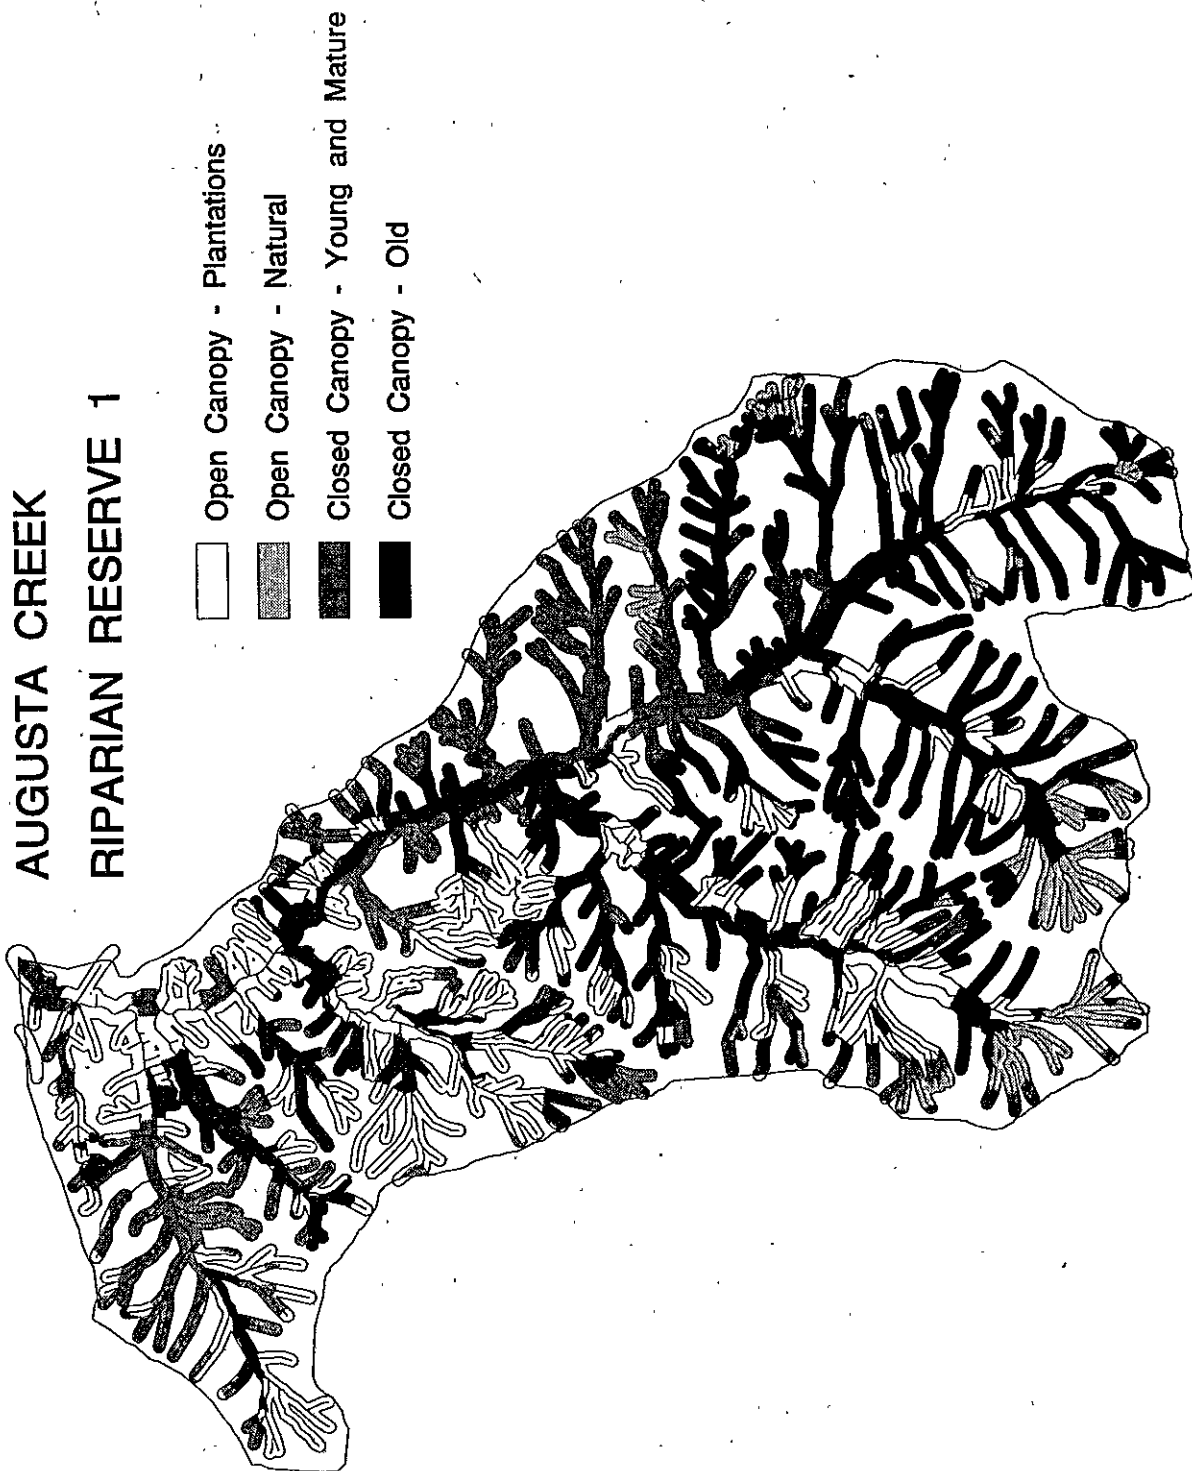 AUGUSTA CREEK
RIPARIAN RESERVE 1
Open Canopy - Plantations
Open Canopy - Natural
Closed Canopy - Young and Mature
Closed Canopy - Old